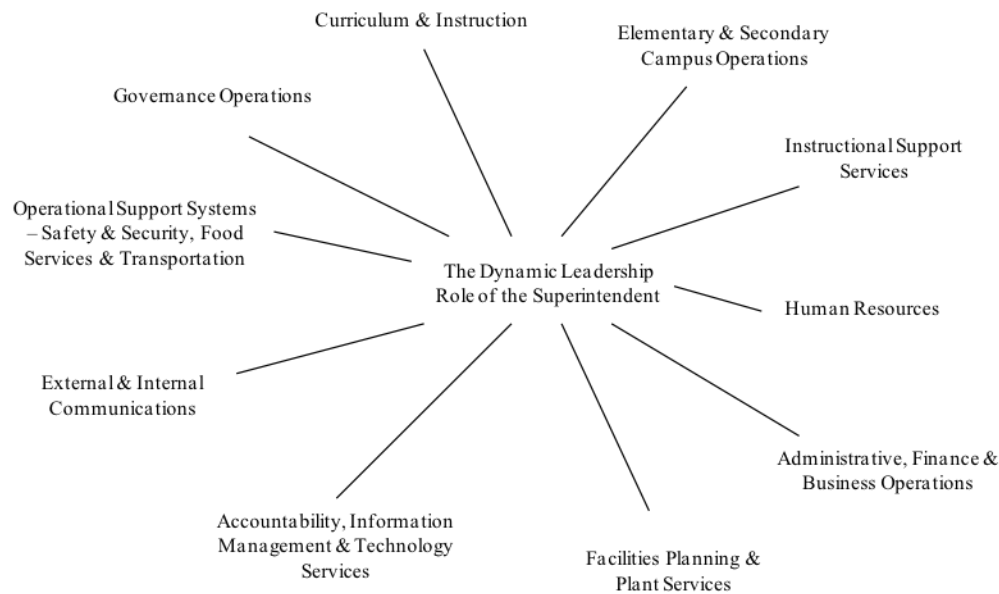 Curriculum & Instruction
Elementary & Secondary
Campus Operations
Governance Operations
Instructional Support
Services
Operational Support Systems
– Safety & Security, Food
Services & Transportation
The Dynamic Leadership
Role of the Superintendent
Human Resources
External & Internal
Communications
Administrative, Finance &
Business Operations
Accountability, Information
Management & Technology
Services
Facilities Planning &
Plant Services